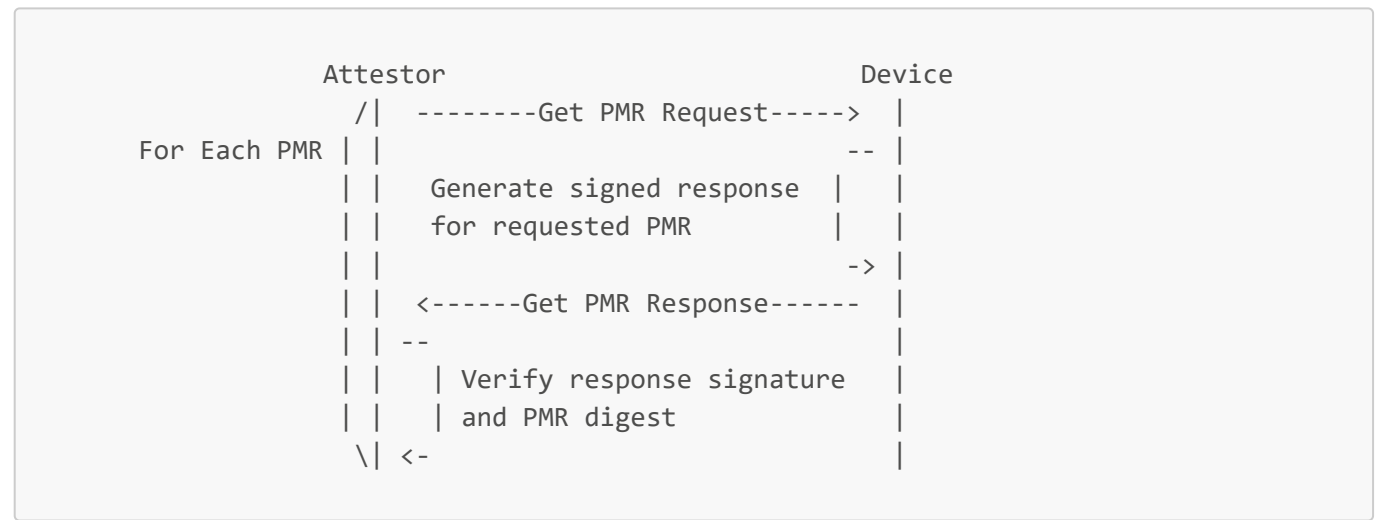 Attestor                          Device
/|  --------Get PMR Request----->  |
For Each PMR | |                             -- |
| |   Generate signed response  |   |
| |   for requested PMR         |   |
| |                             -> |
| |  <------Get PMR Response------  |
| | --                              |
| |   | Verify response signature   |
| |   | and PMR digest              |
\| <-                              |